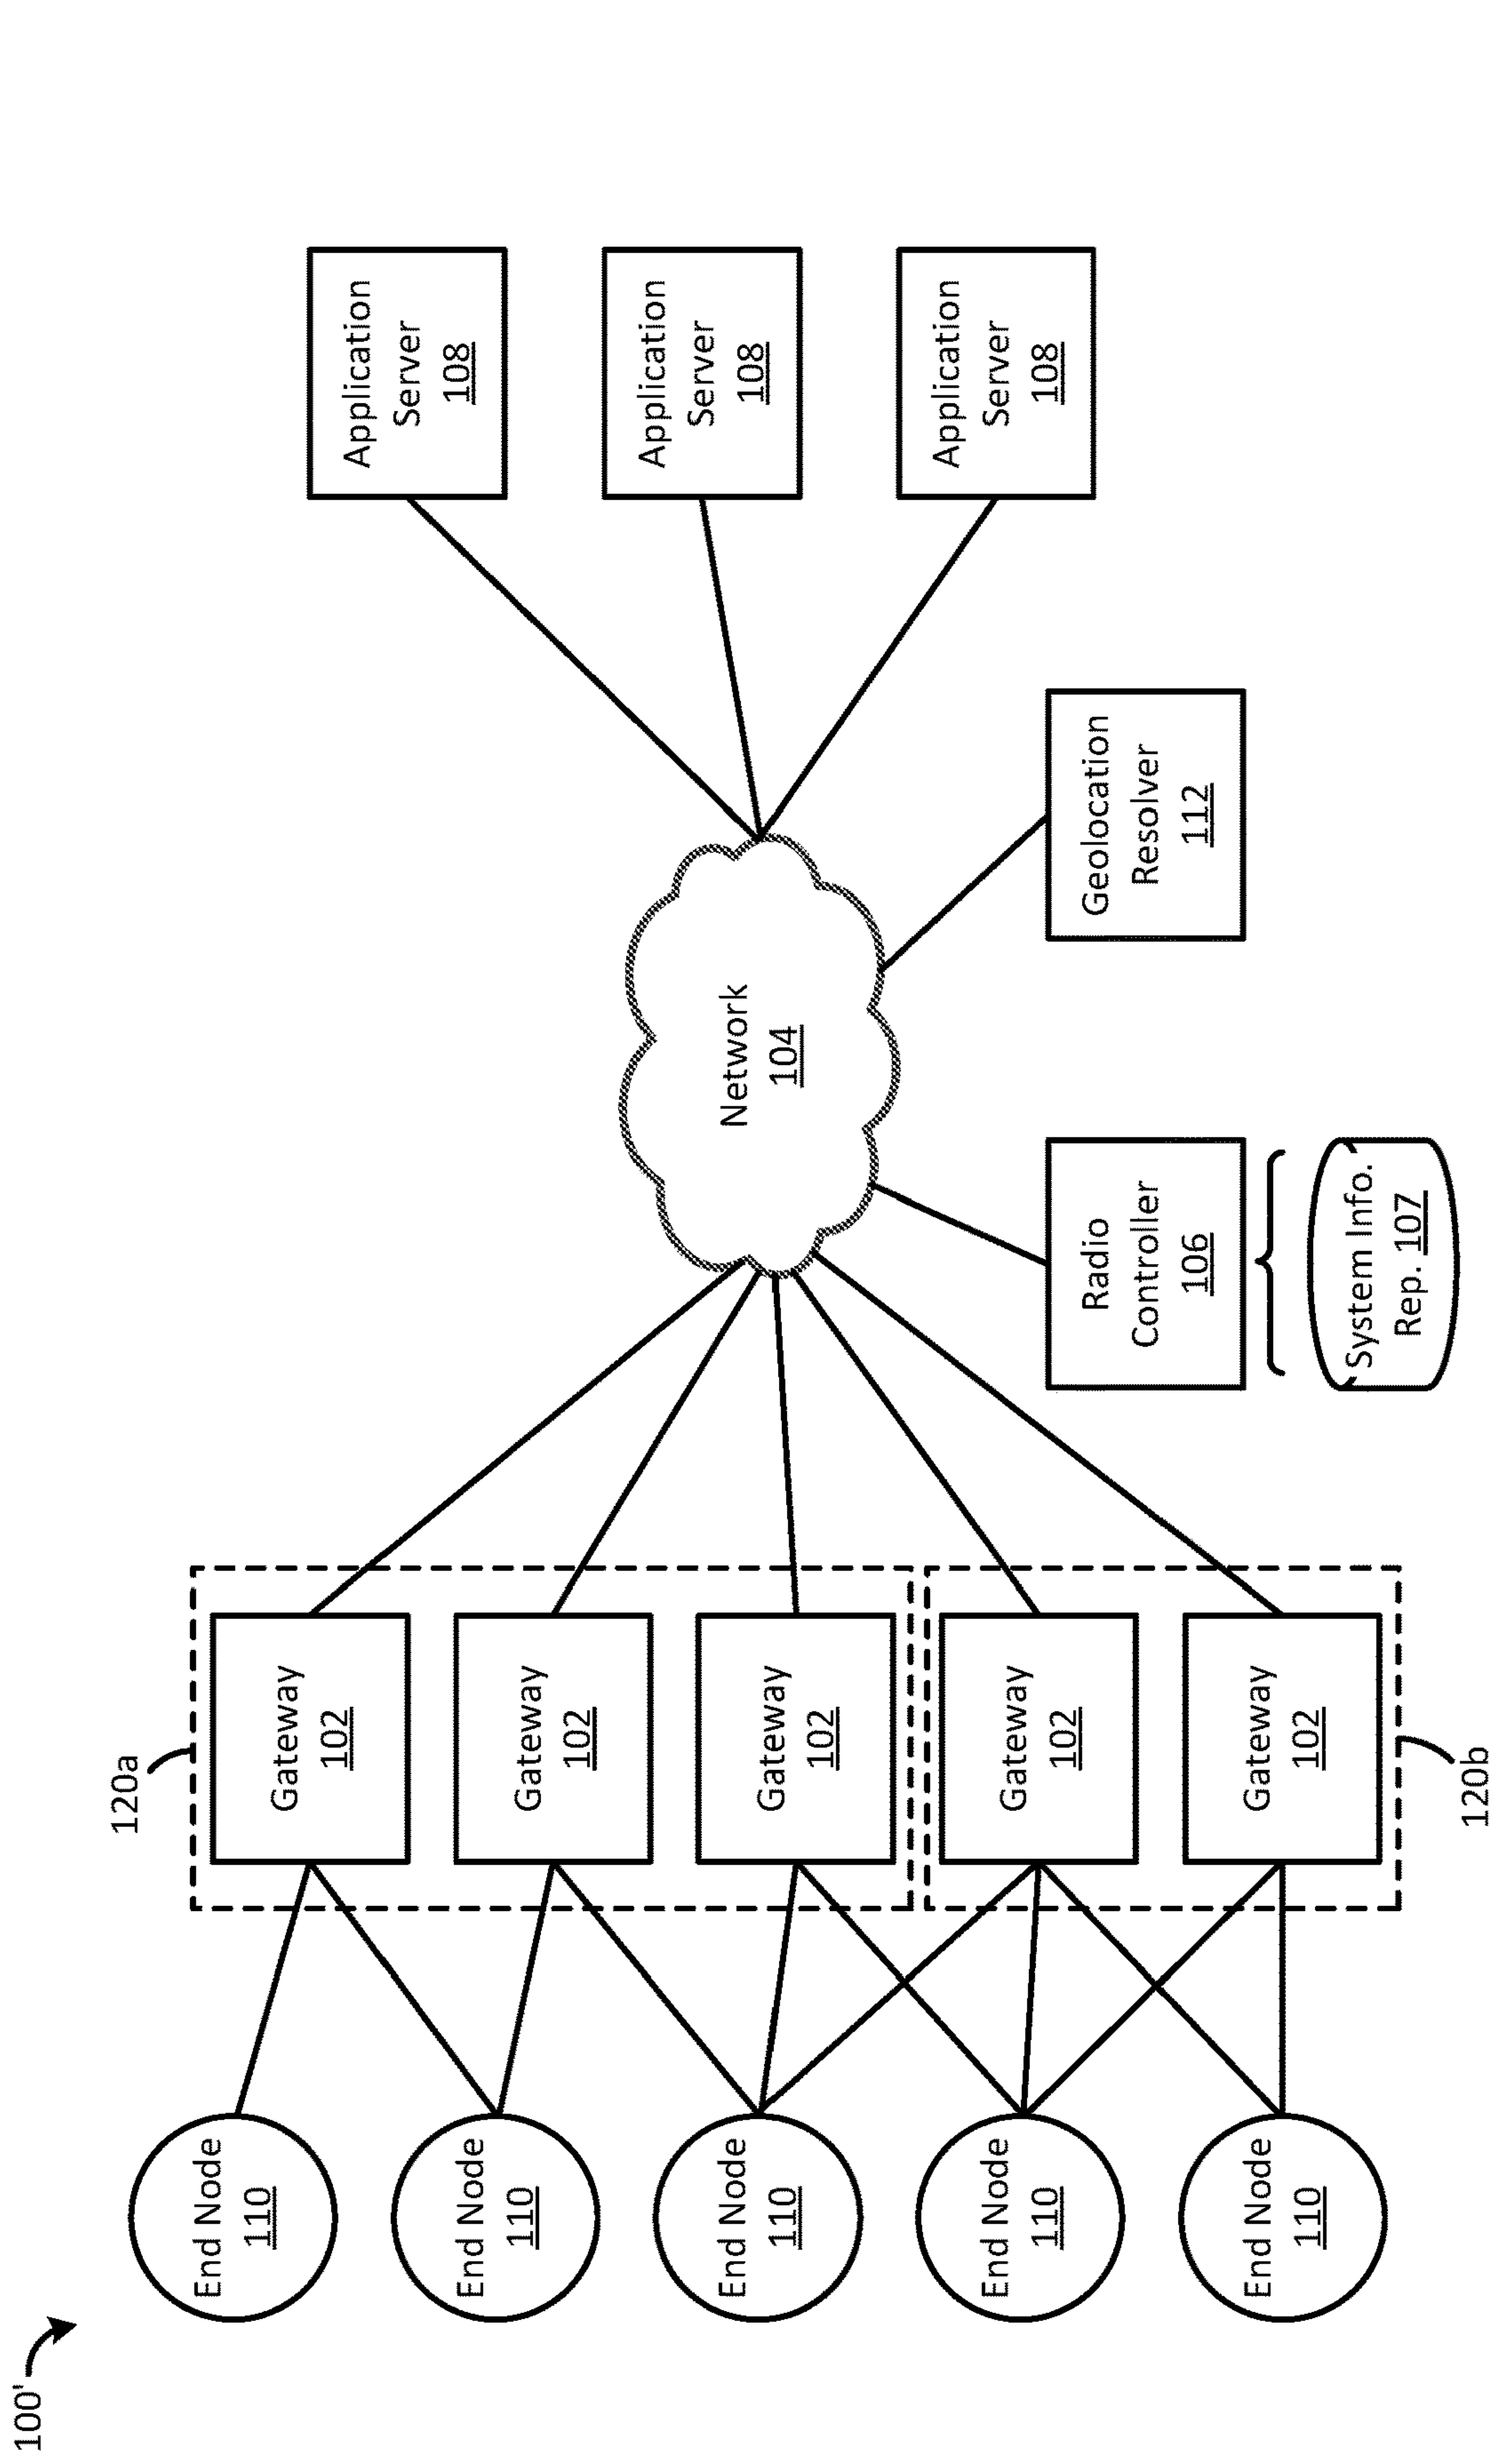 100'
120a
End Node
110
End Node
110
End Node
110
End Node
110
End Node
110
Gateway
102
Gateway
102
Gateway
102
Gateway
102
Gateway
102
120b
Network
104
Radio
Controller
106
System Info.
Rep. 107
Geolocation
Resolver
112
Application
Server
108
Application
Server
108
Application
Server
108